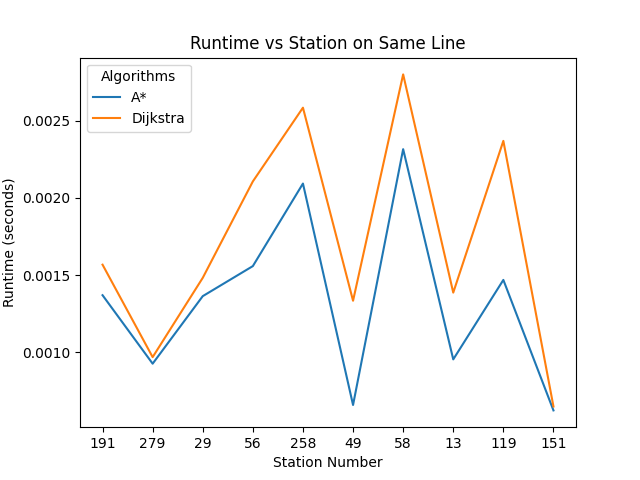 Runtime vs Station on Same Line
Algorithms
A*
Dijkstra
Runtime (seconds)
0.0025
0.0020
0.0015
0.0010
191 279 29 56 258 49 58 13 119 151
Station Number